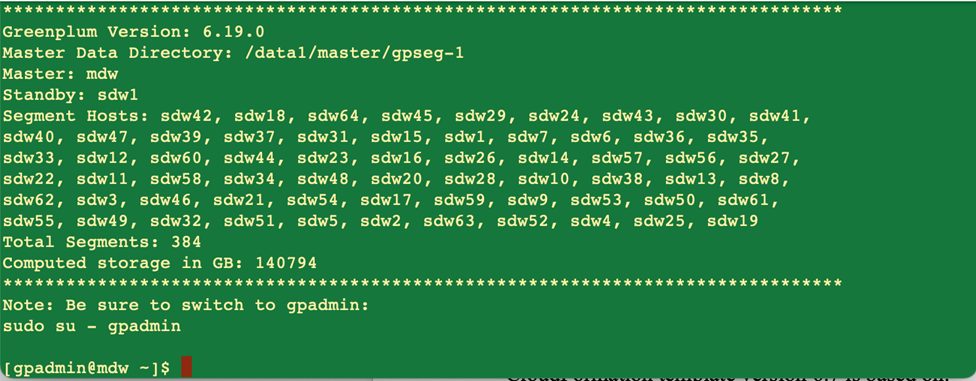 ********************************************************************************
Greenplum Version: 6.19.0
Master Data Directory: /data1/master/gpseg-1
Master: mdw
Standby: sdw1
Segment Hosts: sdw42, sdw18, sdw64, sdw45, sdw29, sdw24, sdw43, sdw30, sdw41,
sdw40, sdw47, sdw39, sdw37, sdw31, sdw15, sdw1, sdw7, sdw6, sdw36, sdw35,
sdw33, sdw12, sdw60, sdw44, sdw23, sdw16, sdw26, sdw14, sdw57, sdw56, sdw27,
sdw22, sdw11, sdw58, sdw34, sdw48, sdw20, sdw28, sdw10, sdw38, sdw13, sdw8,
sdw62, sdw3, sdw46, sdw21, sdw54, sdw17, sdw59, sdw9, sdw53, sdw50, sdw61,
sdw55, sdw49, sdw32, sdw51, sdw5, sdw2, sdw63, sdw52, sdw4, sdw25, sdw19
Total Segments: 384
Computed storage in GB: 140794
********************************************************************************
Note: Be sure to switch to gpadmin:
sudo su - gpadmin
[gpadmin@mdw ~]$